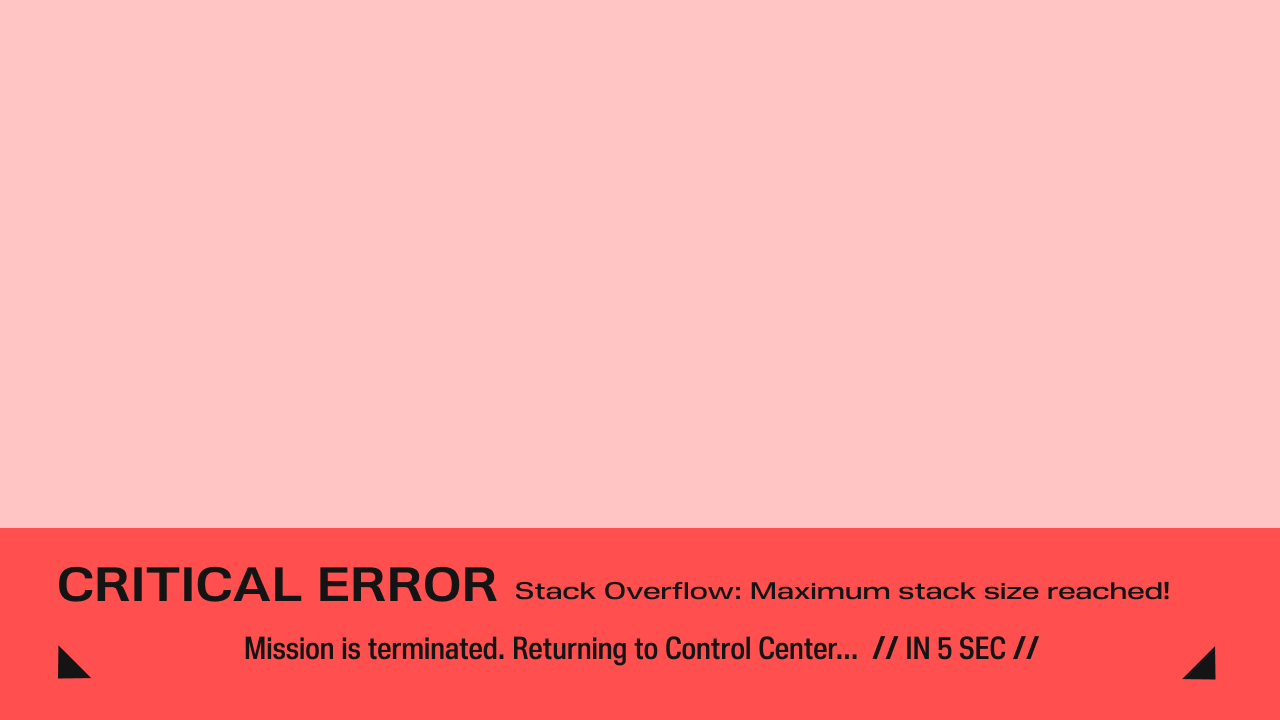 CRITICAL ERROR Stack Overflow: Maximum stack size reached!
Mission is terminated. Returning to Control Center... // IN 5 SEC //